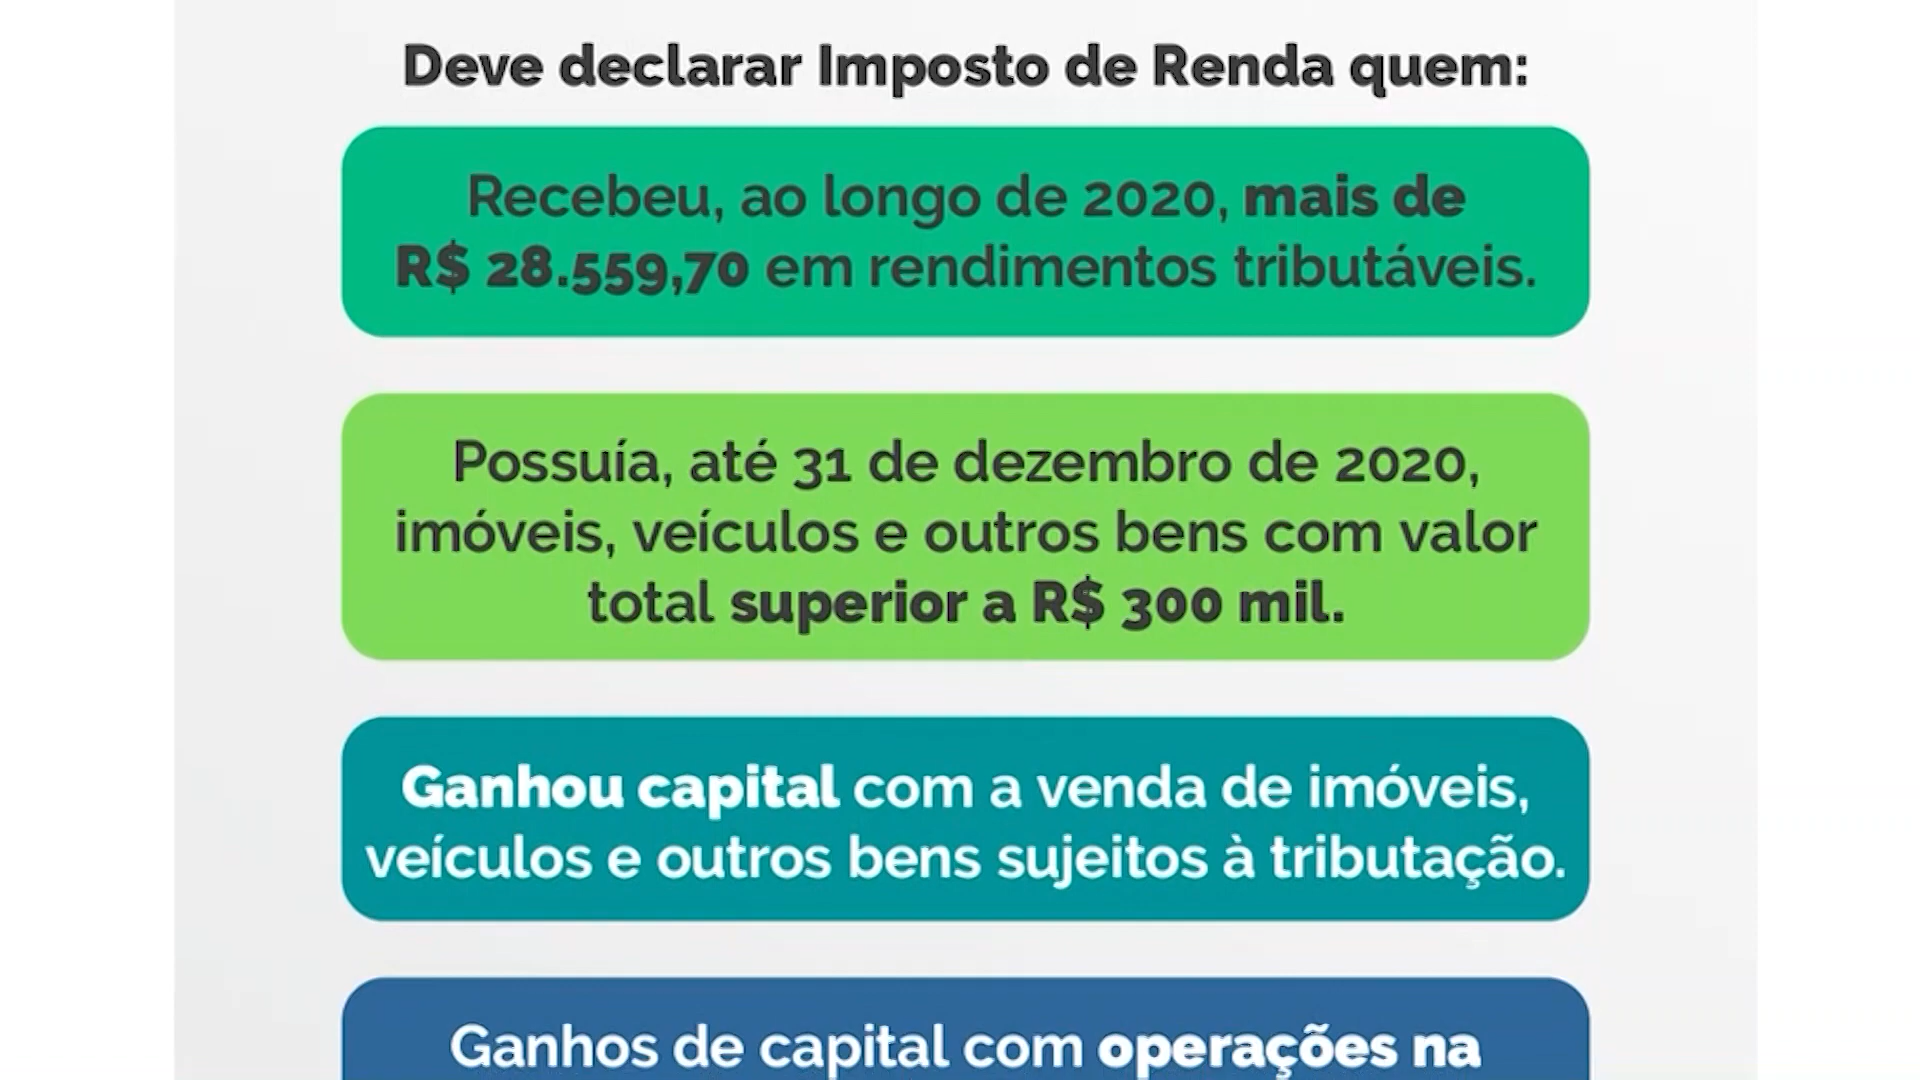 Deve declarar Imposto de Renda quem:
Recebeu, ao longo de 2020, mais de
R$ 28.559,70 em rendimentos tributáveis.
Possuía, até 31 de dezembro de 2020,
imóveis, veículos e outros bens com valor
total superior a R$ 300 mil.
Ganhou capital com a venda de imóveis,
veículos e outros bens sujeitos à tributação.
Ganhos de capital com operações na